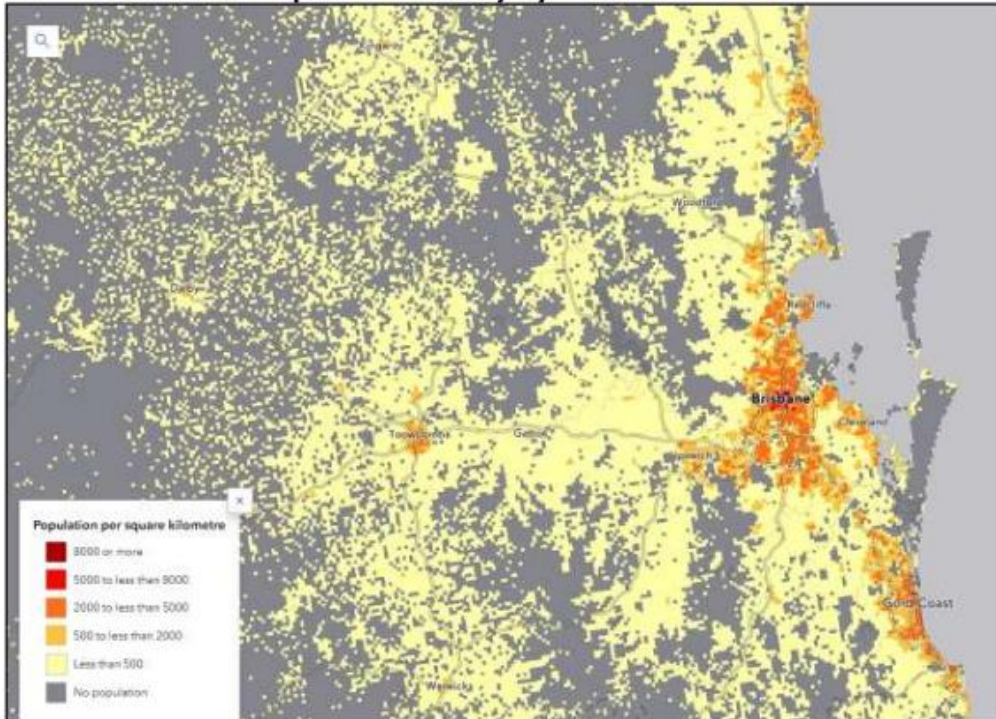 Woodford
Dalby
Redcliffe
Brisbane
Cleveland
Toowoomba
Gatton
Ipswich
Population per square kilometre
8000 or more
5000 to less than 8000
2000 to less than 5000
500 to less than 2000
Less than 500
No population
Gold Coast
Warwick